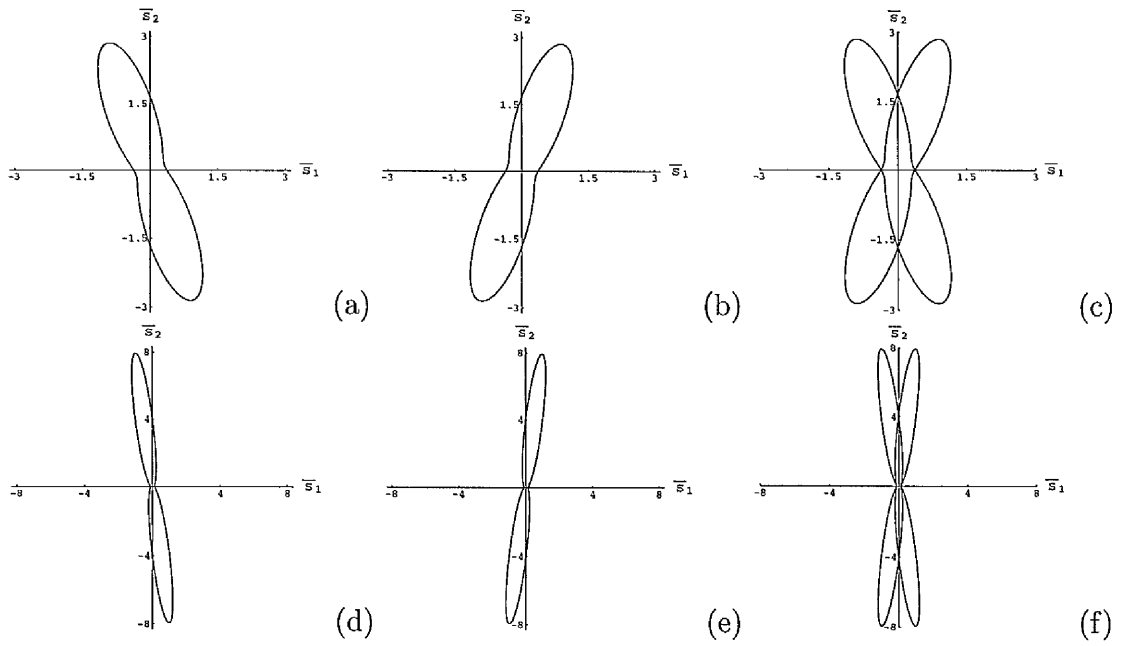 s̅₂ s̅₂ s̅₂
3 3 3
1.5 1.5 1.5
-3 -1.5 1.5 3 s̅₁ -3 -1.5 1.5 3 s̅₁ -3 -1.5 1.5 3 s̅₁
-1.5 -1.5 -1.5
-3 (a) -3 (b) -3 (c)
s̅₂ s̅₂ s̅₂
8 8 8
4 4 4
-8 -4 4 8 s̅₁ -8 -4 4 8 s̅₁ -8 -4 4 8 s̅₁
-4 -4 -4
-8 (d) -8 (e) -8 (f)